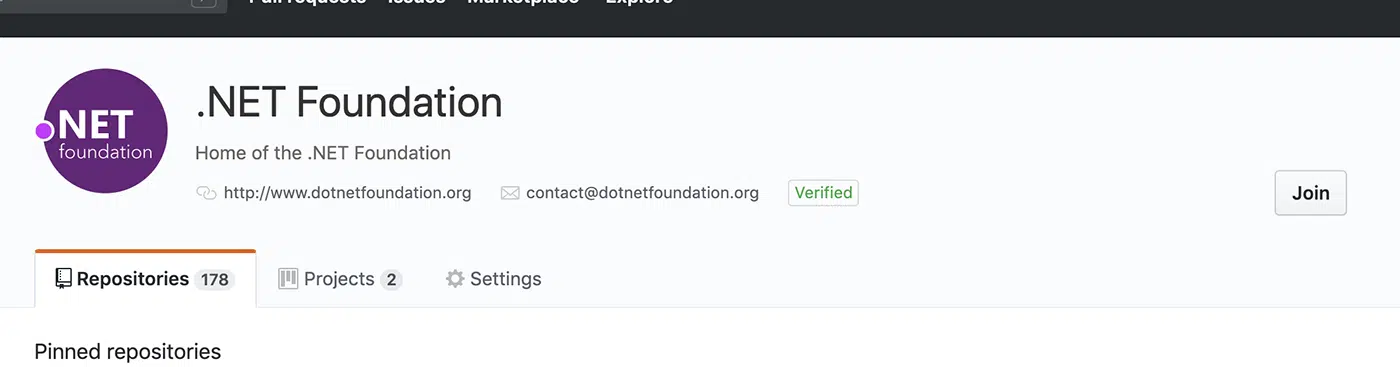 Pull requests Issues Marketplace Explore
.NET Foundation
NET
foundation
Home of the .NET Foundation
http://www.dotnetfoundation.org contact@dotnetfoundation.org Verified
Join
Repositories 178 Projects 2 Settings
Pinned repositories